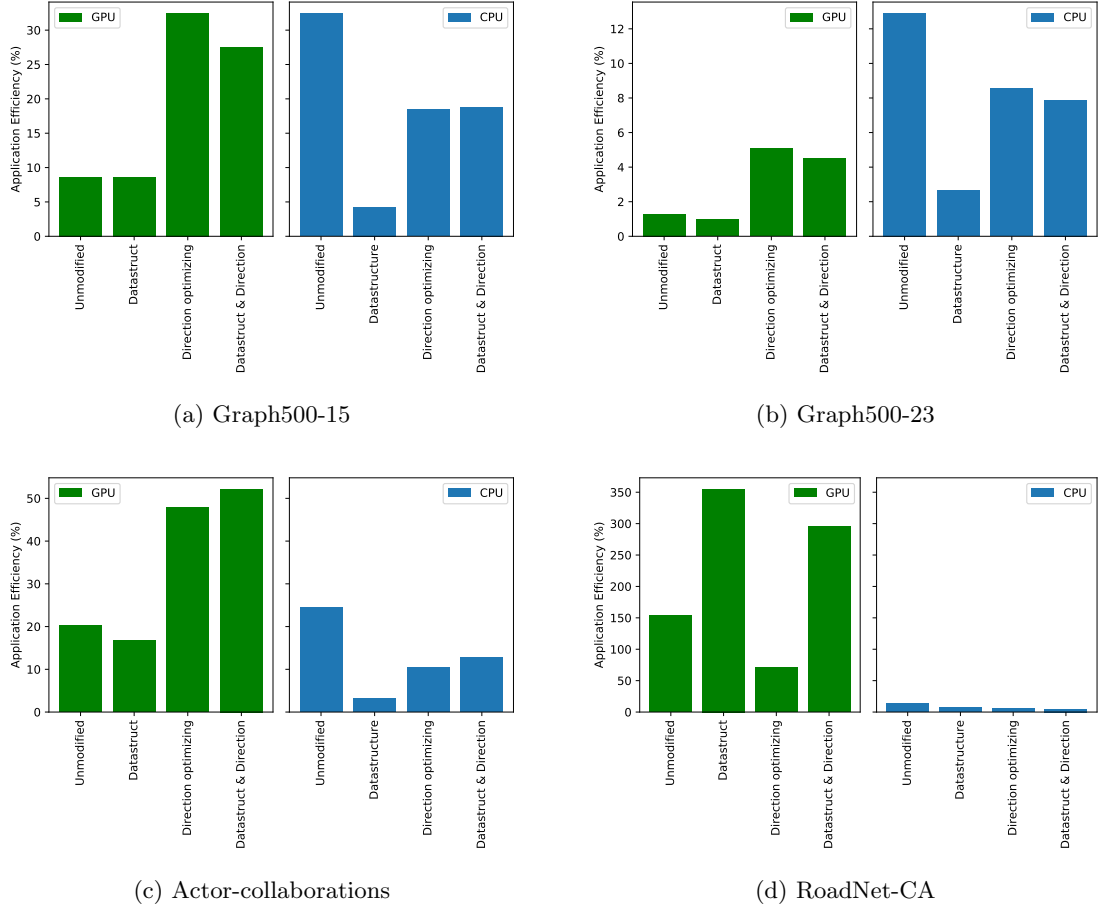 Application Efficiency (%)
30
25
20
15
10
5
0
GPU
CPU
Unmodified
Datastruct
Direction optimizing
Datastruct & Direction
Unmodified
Datastructure
Direction optimizing
Datastruct & Direction
(a) Graph500-15
Application Efficiency (%)
12
10
8
6
4
2
0
GPU
CPU
Unmodified
Datastruct
Direction optimizing
Datastruct & Direction
Unmodified
Datastructure
Direction optimizing
Datastruct & Direction
(b) Graph500-23
Application Efficiency (%)
50
40
30
20
10
0
GPU
CPU
Unmodified
Datastruct
Direction optimizing
Datastruct & Direction
Unmodified
Datastructure
Direction optimizing
Datastruct & Direction
(c) Actor-collaborations
Application Efficiency (%)
350
300
250
200
150
100
50
0
GPU
CPU
Unmodified
Datastruct
Direction optimizing
Datastruct & Direction
Unmodified
Datastructure
Direction optimizing
Datastruct & Direction
(d) RoadNet-CA